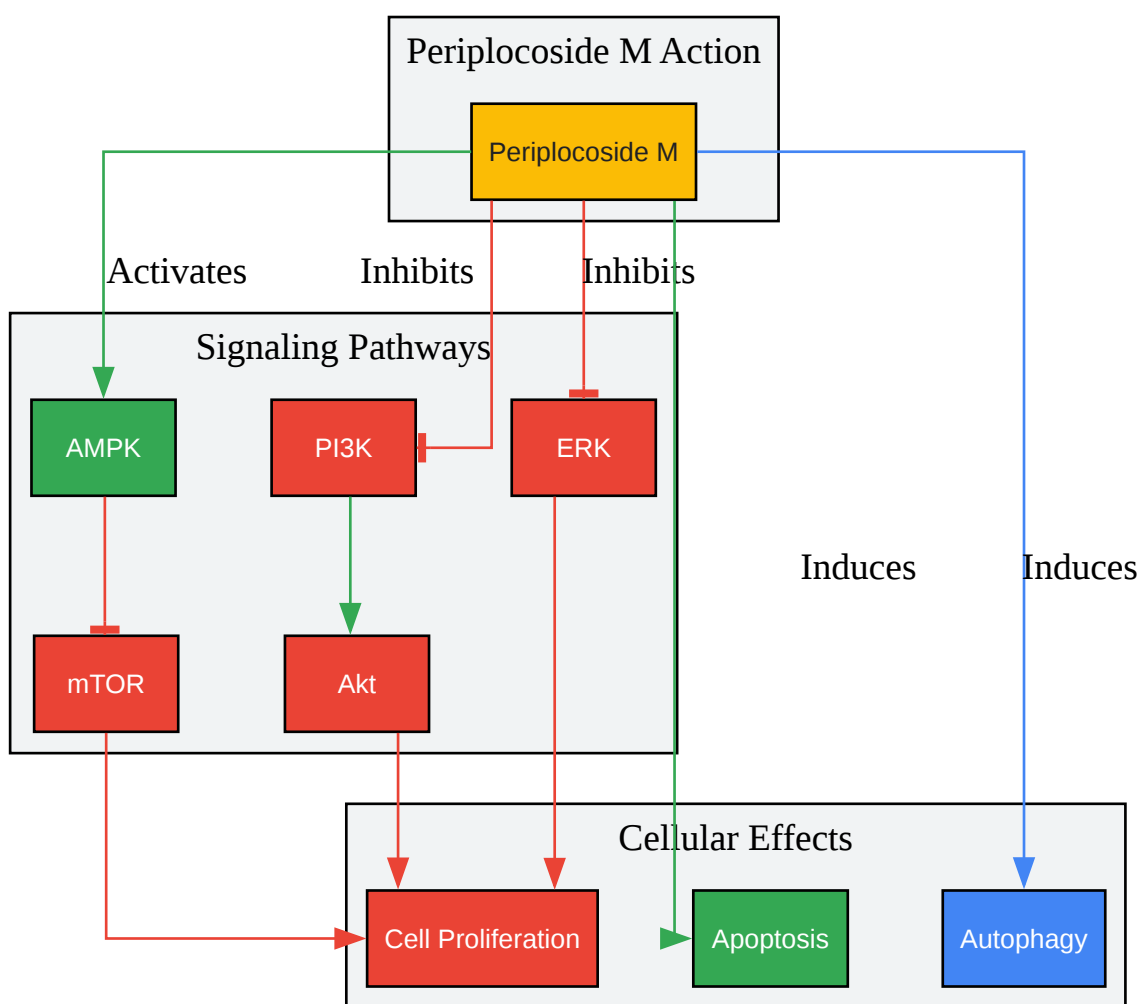 Periplocoside M Action
Periplocoside M
Activates
Inhibits
Inhibits
Signaling Pathways
AMPK
PI3K
ERK
Induces
Induces
mTOR
Akt
Cellular Effects
Cell Proliferation
Apoptosis
Autophagy